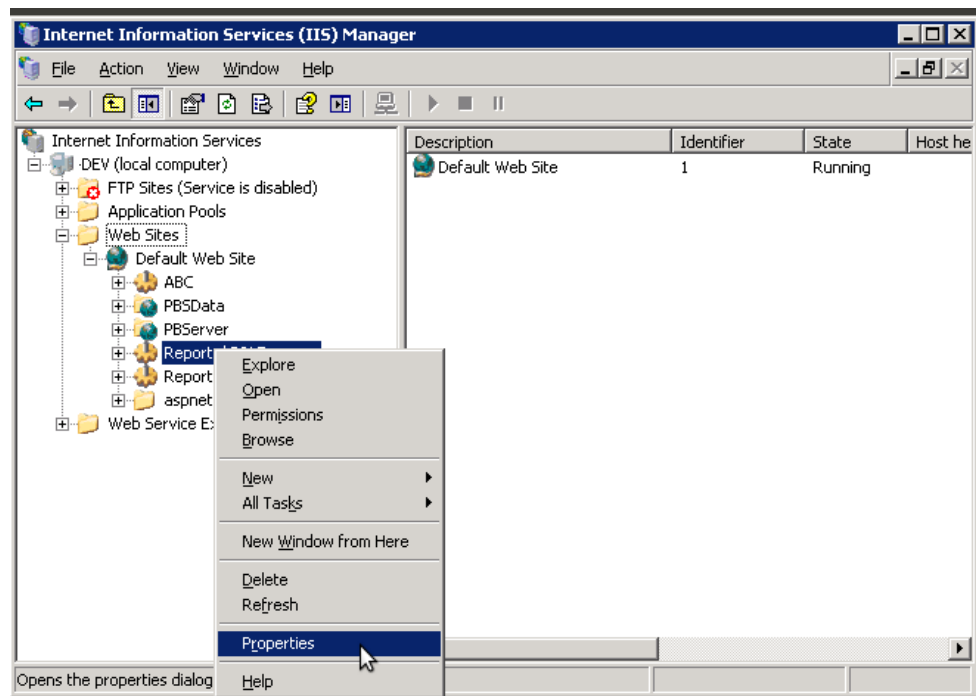 Internet Information Services (IIS) Manager
File Action View Window Help
Internet Information Services
-DEV (local computer)
FTP Sites (Service is disabled)
Application Pools
Web Sites
Default Web Site
ABC
PBSData
PBServer
Report
Report
aspnet
Web Service Ex
Description Identifier State Host he
Default Web Site 1 Running
Explore
Open
Permissions
Browse
New
All Tasks
New Window from Here
Delete
Refresh
Properties
Help
Opens the properties dialog